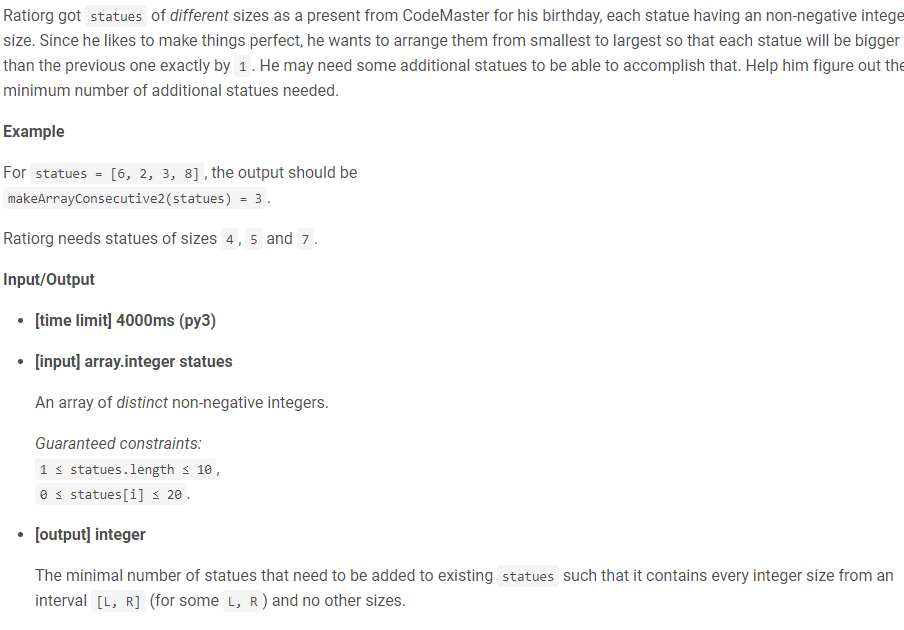 Ratiorg got statues of different sizes as a present from CodeMaster for his birthday, each statue having an non-negative intege
size. Since he likes to make things perfect, he wants to arrange them from smallest to largest so that each statue will be bigger
than the previous one exactly by 1. He may need some additional statues to be able to accomplish that. Help him figure out the
minimum number of additional statues needed.
Example
For statues = [6, 2, 3, 8], the output should be
makeArrayConsecutive2(statues) = 3.
Ratiorg needs statues of sizes 4, 5 and 7.
Input/Output
• [time limit] 4000ms (py3)
• [input] array.integer statues
An array of distinct non-negative integers.
Guaranteed constraints:
1 ≤ statues.length ≤ 10,
0 ≤ statues[i] ≤ 20.
• [output] integer
The minimal number of statues that need to be added to existing statues such that it contains every integer size from an
interval [L, R] (for some L, R) and no other sizes.